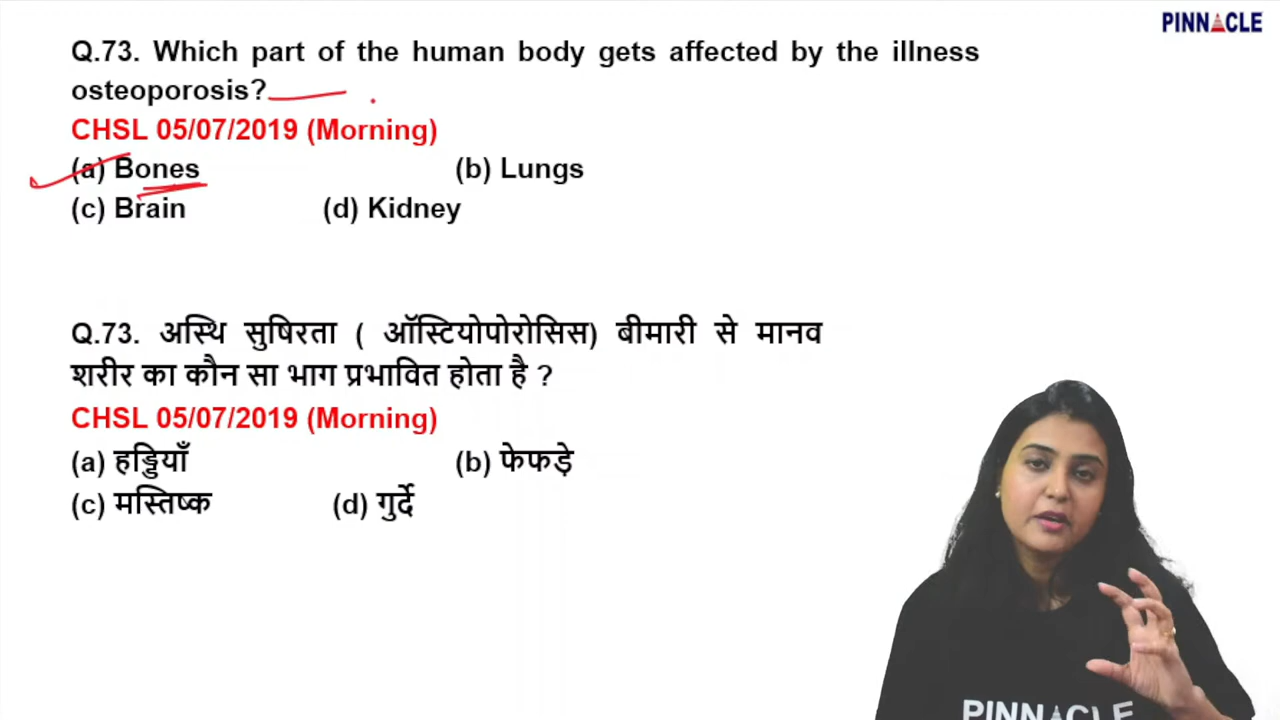 PINNACLE
Q.73. Which part of the human body gets affected by the illness
osteoporosis?
CHSL 05/07/2019 (Morning)
(a) Bones (b) Lungs
(c) Brain (d) Kidney
Q.73. अस्थि सुषिरता ( ऑस्टियोपोरोसिस) बीमारी से मानव
शरीर का कौन सा भाग प्रभावित होता है ?
CHSL 05/07/2019 (Morning)
(a) हड्डियाँ (b) फेफड़े
(c) मस्तिष्क (d) गुर्दे
PINNACLE